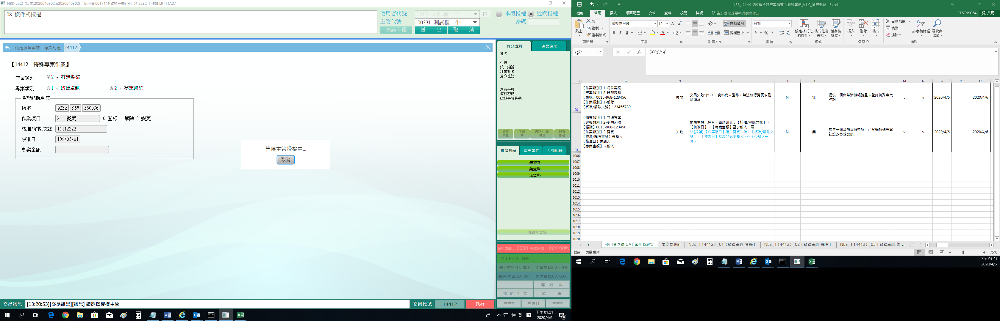 NBS-uat2 (版本:2020040302.b2020040302) 使用者:00171(測試櫃一辛) 分行別:9232 工作站:L9711A07
08-條件式授權
使用者代號 00171-測試櫃一辛 17 本機授權 遠端授權
主管代號 00331-測試櫃一牛 密碼
查詢印鑑 送 出 取 消
約定事項申請 存戶約定 14412
【14412 特殊專案作業】
作業類別 2 - 特殊專案
專案類別 1 - 啟鑰卓越 2 - 夢想起航
夢想起航專案
帳號 9232 968 560036
作業項目 2 - 變更 0-登錄 1-解除 2-變更
核准/解除文號 11112222
核准日 109/05/01
專案金額
等待主管授權中...
取消
身分識別 產品往來
姓名
生日
統一編號
理專姓名
身分註記
注意事項
簡訊密碼
近期事故異動
顧客資訊 手續費 通路/共同行銷 顧客影像
推薦商品 重要事件 互動記錄
無資料
無資料
無資料
一般轉介登錄
服務號碼: 0000 等候時間: 00分00秒
VIP:0人 00分
個人交易:0人 00分 企業交易:0人 00分
開戶/申請:0人 00分 外匯業務:0人 00分
再 呼 叫
預 約 叫 號 結 束
無資料 無資料 無資料
交易訊息 [13:20:53][交易訊息][訊息] 請選擇授權主管 交易代號 14412 執行
英 下午 01:21
2020/4/6
4
NBS_【14412啟鑰卓越專案作業】測試案例_V1.0_測資盤點 - Excel
檔案 常用 插入 版面配置 公式 資料 校閱 檢視 告訴我您想要執行的動作... TEST19054 共用
貼上 剪下 複製 複製格式 剪貼簿
微軟正黑體 12 B I U 字型
自動換列 跨欄置中 對齊方式
日期 $ % 數值
設定格式化的條件 格式化為表格 儲存格樣式 樣式
插入 刪除 格式 儲存格
自動加總 填滿 清除 排序與篩選 尋找與選取 編輯
Q24 fx 2020/4/6
G H I J K L M N O P Q
20
【作業類別】1-特殊專案
【專案類別】2-夢想起航
【帳號】0015-968-123456
【作業類別】1-解除
【核准/解除文號】123456789
失敗
交易失敗: [5273] 資料尚未登錄，無法執行變更或刪除選項
N 無
提供一個台幣活儲帳號且未登錄特殊專案註記
v v 2020/4/6 2020/4/6
24
【作業類別】1-特殊專案
【專案類別】2-夢想起航
【帳號】0015-968-123456
【作業類別】2-變更
【核准/解除文號】未輸入
【核准日】未輸入
【專案金額】未輸入
失敗
前端主機已控管，錯誤訊息：【核准/解除文號】、【核准日】、【專案金額】至少輸入一項。
** [錯誤]【作業項目】選"變更"時，【核准/解除文號】、【核准日】設為非必要輸入，但至少輸入一項。
N 無
提供一個台幣活儲帳號且已登錄特殊專案註記2-夢想啟航
v v 2020/4/6 2020/4/6
1006
1007
1008
1009
1010
1011
1012
1013
1014
1015
1016
1017
1018
1019
1020
使用者測試(UAT)案例&報告 本交易統計 NBS_【14412】_01【啟鑰卓越-登錄】 NBS_【14412】_02【啟鑰卓越-解除】 NBS_【14412】_03【啟鑰卓越-變 ...
就緒 篩選模式 75%
下午 01:21
2020/4/6